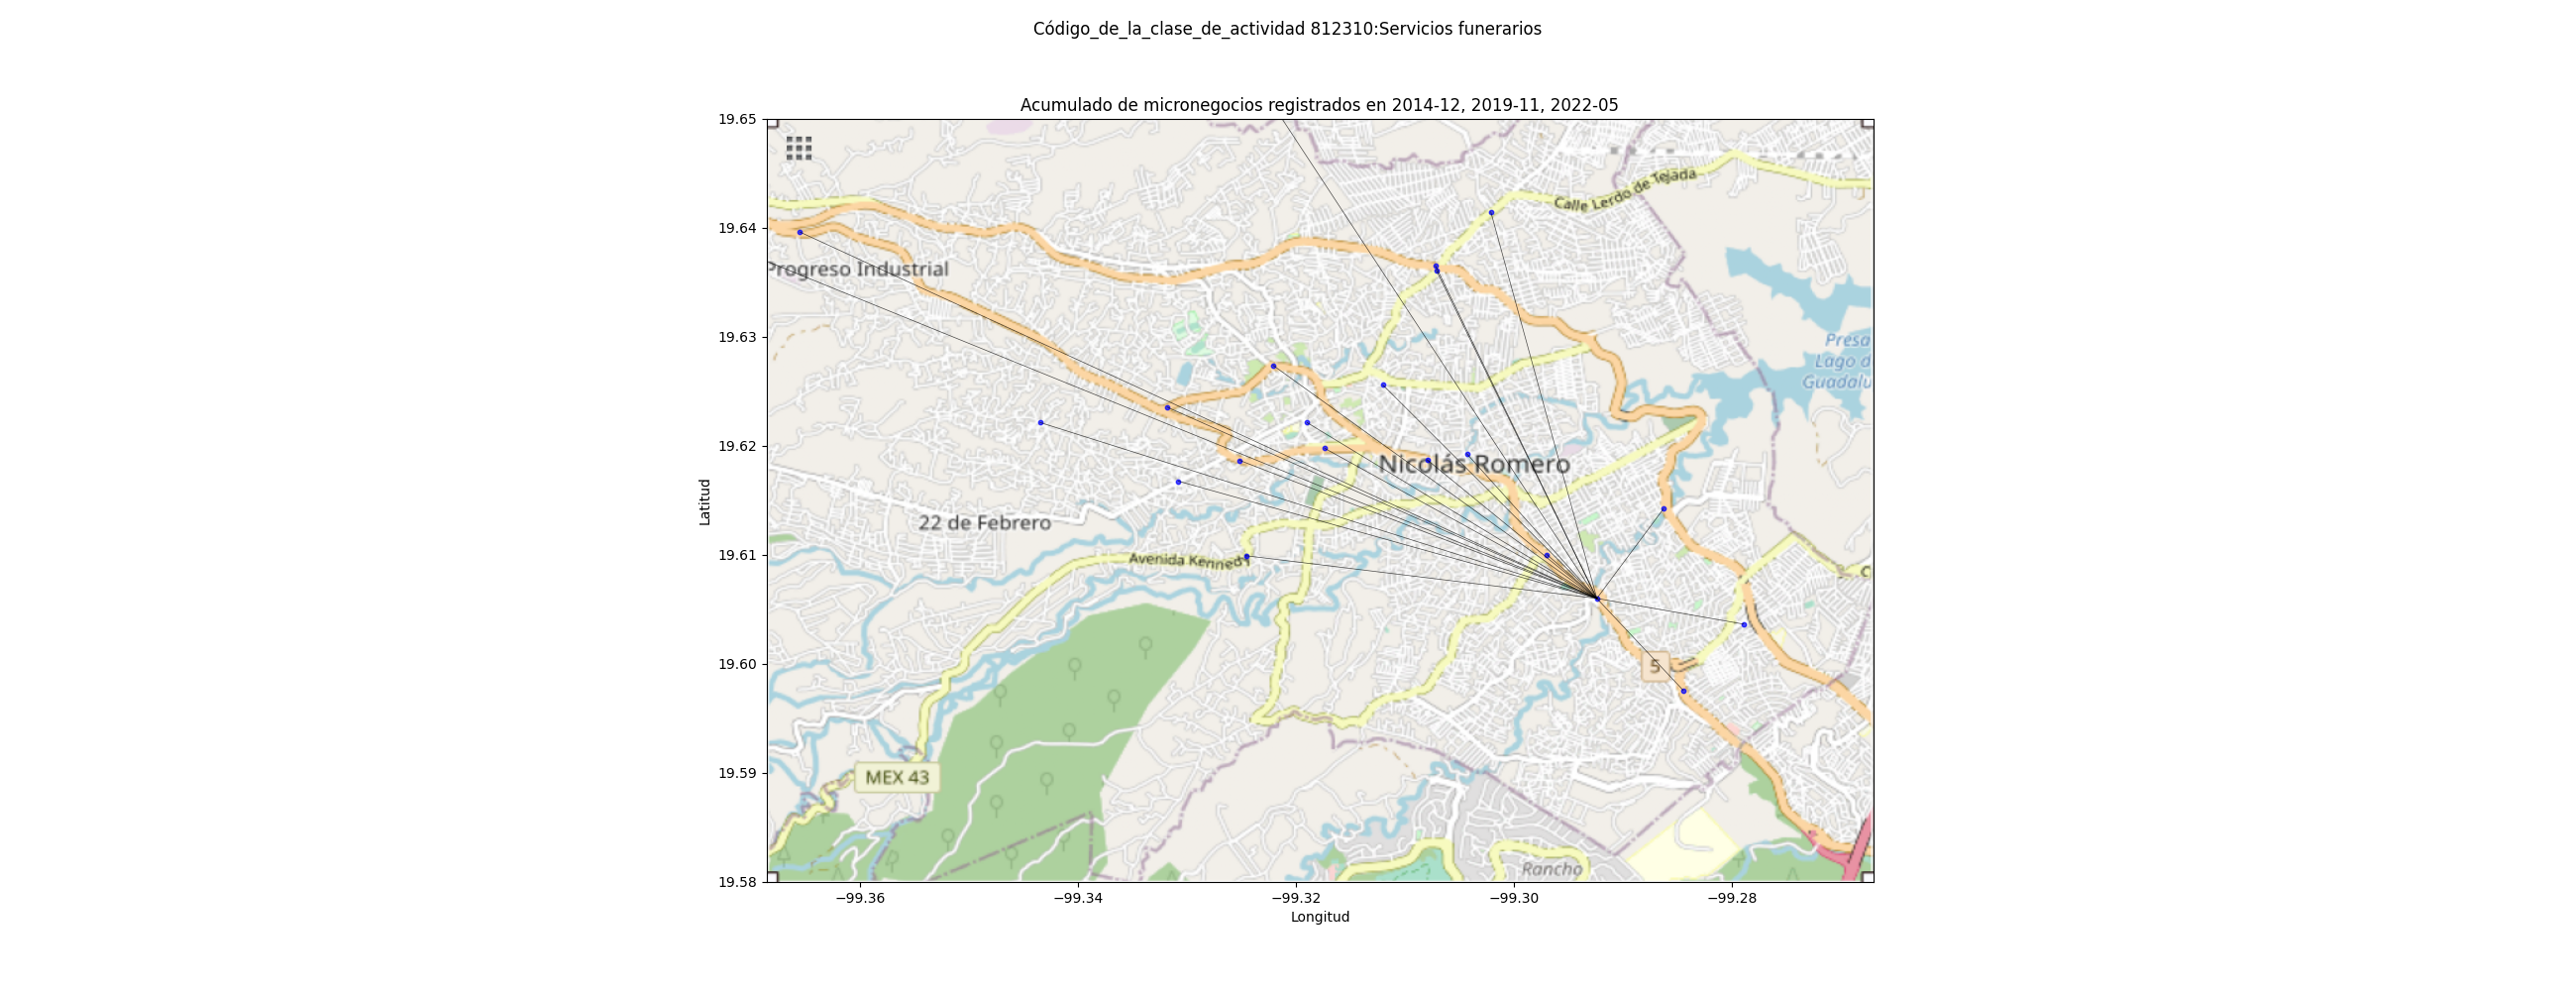 Código_de_la_clase_de_actividad 812310:Servicios funerarios
Acumulado de micronegocios registrados en 2014-12, 2019-11, 2022-05
19.65
Calle Lerdo de Tejada
19.64
Progreso Industrial
19.63
Presa
Lago d
Guadalu
19.62
Nicolás Romero
Latitud
22 de Febrero
19.61
Avenida Kennedy
C
19.60
5
19.59
MEX 43
Rancho
19.58
−99.36 −99.34 −99.32 −99.30 −99.28
Longitud